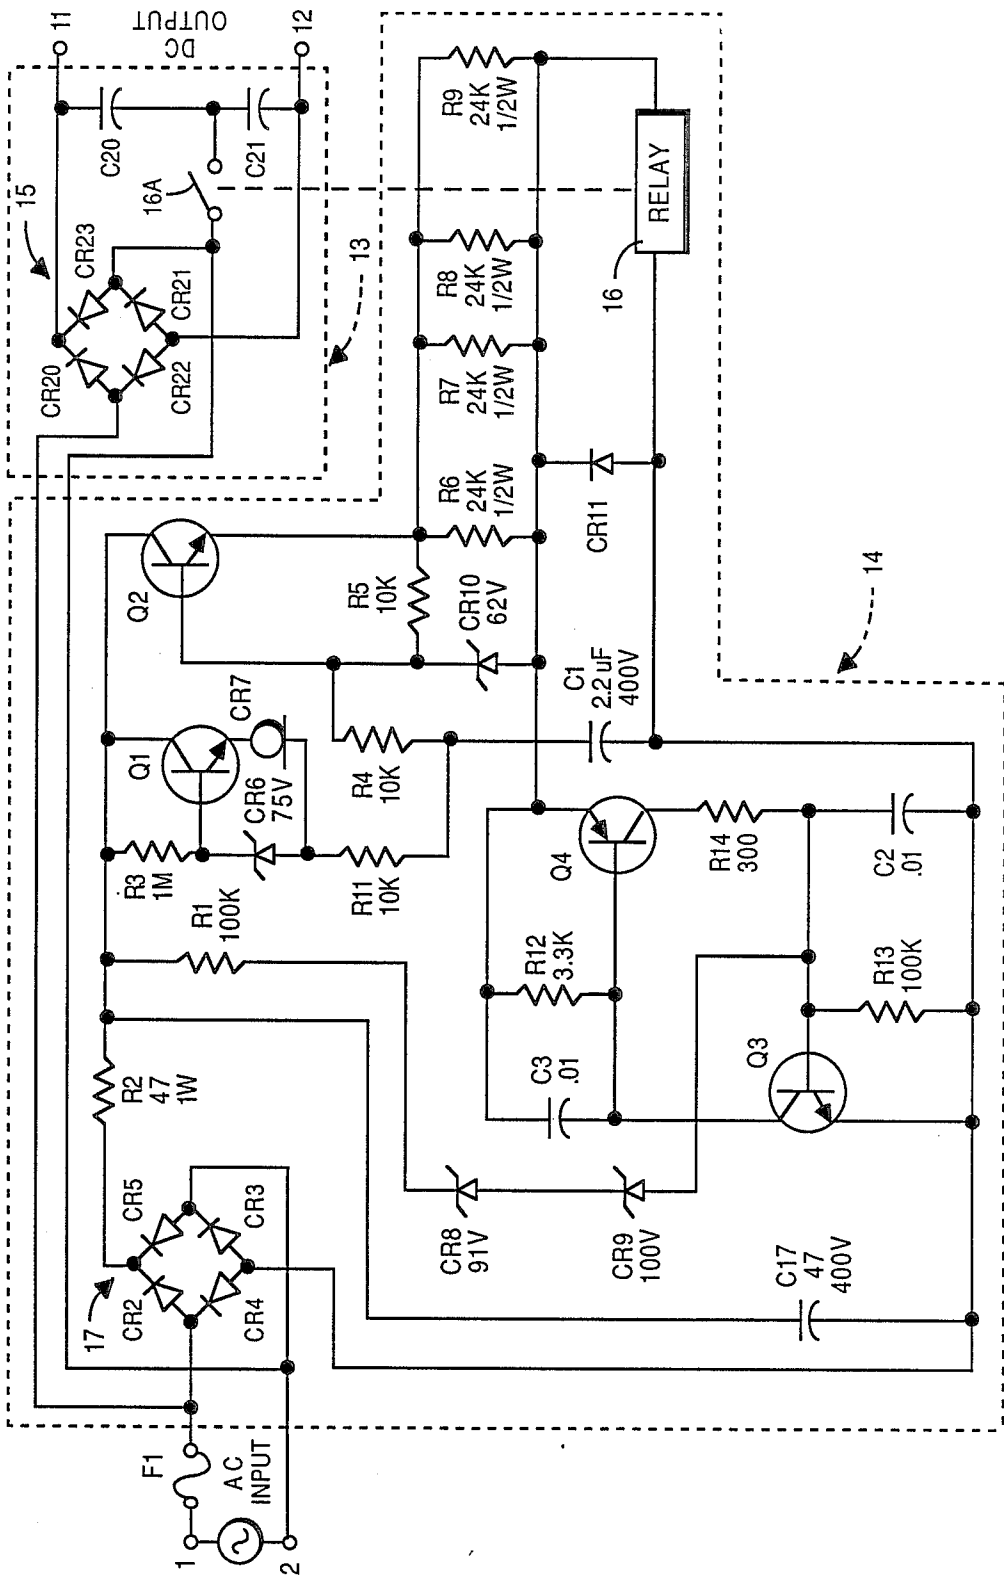 1
2
AC
INPUT
F1
17
CR2
CR5
CR4
CR3
R2
47
1W
R3
1M
R1
100K
Q1
CR6
75V
CR7
R11
10K
R4
10K
Q2
R5
10K
CR10
62V
R6
24K
1/2W
R7
24K
1/2W
R8
24K
1/2W
R9
24K
1/2W
CR20
CR23
CR22
CR21
15
16A
C20
C21
11
12
DC
OUTPUT
13
CR8
91V
CR9
100V
C17
47
400V
C3
.01
R12
3.3K
Q4
Q3
R13
100K
R14
300
C2
.01
C1
2.2 uF
400V
CR11
16
RELAY
14